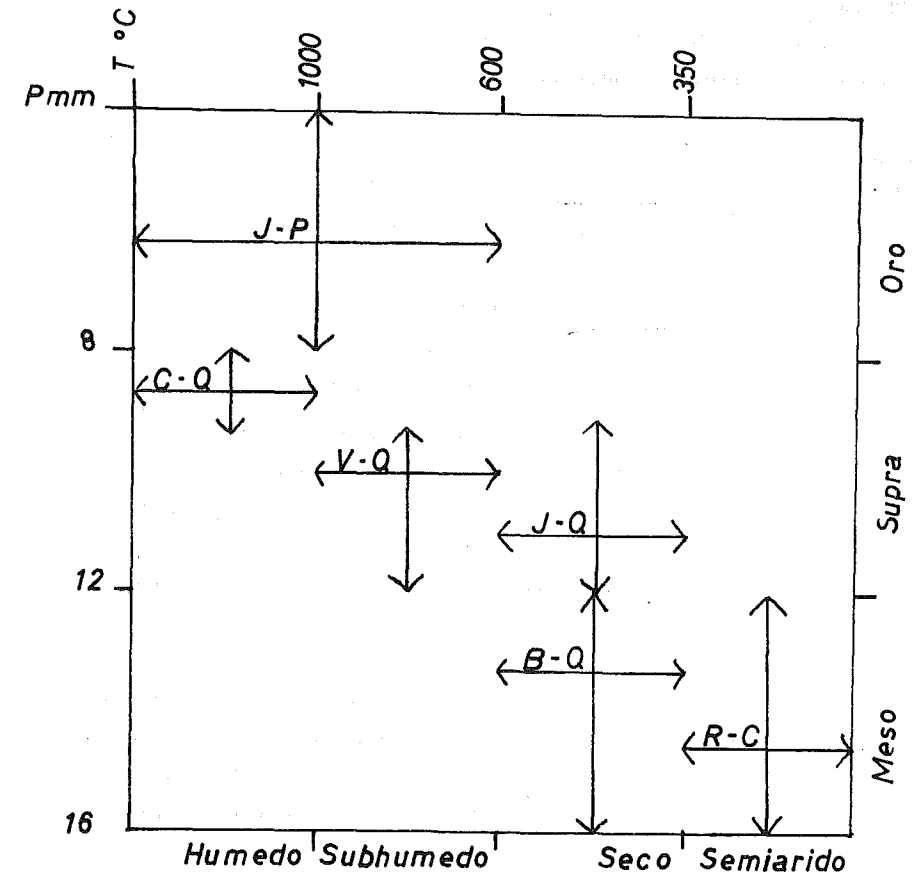 T °C
1000
600
350
Pmm
J-P
Oro
8
C-Q
V-Q
Supra
J-Q
12
B-Q
R-C
Meso
16
Humedo Subhumedo Seco Semiarido